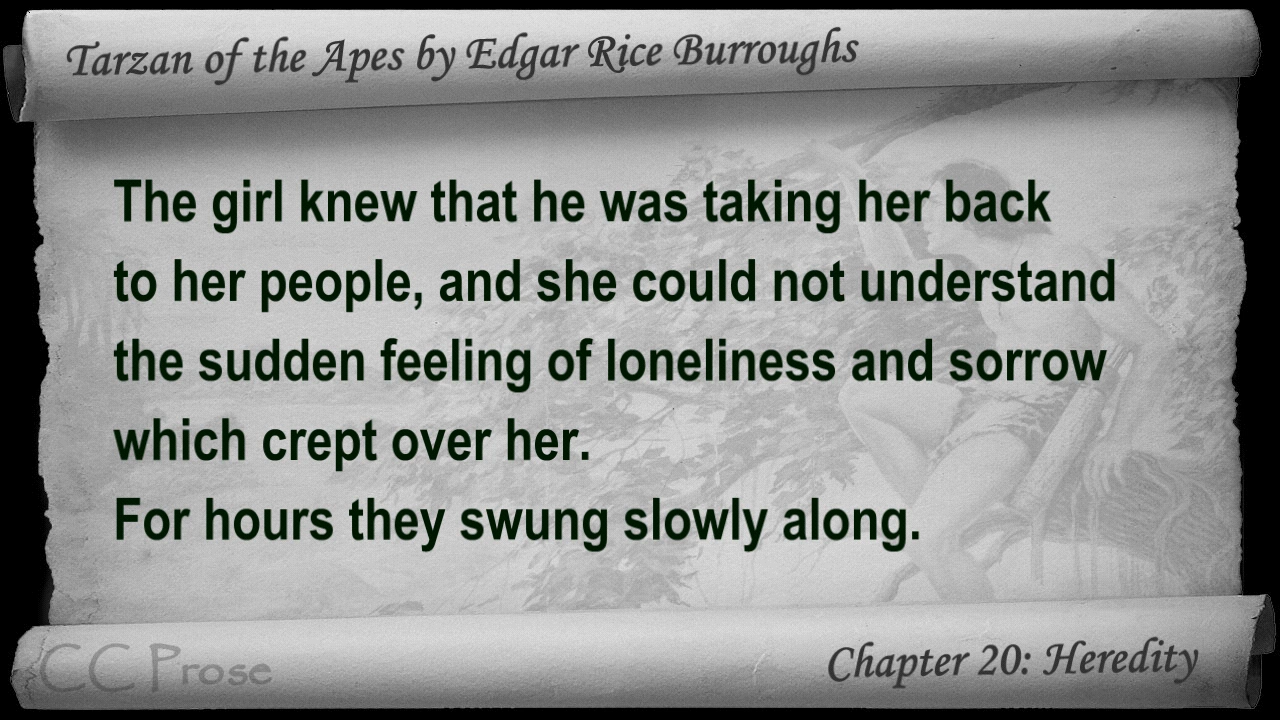 Tarzan of the Apes by Edgar Rice Burroughs
The girl knew that he was taking her back
to her people, and she could not understand
the sudden feeling of loneliness and sorrow
which crept over her.
For hours they swung slowly along.
CC Prose
Chapter 20: Heredity